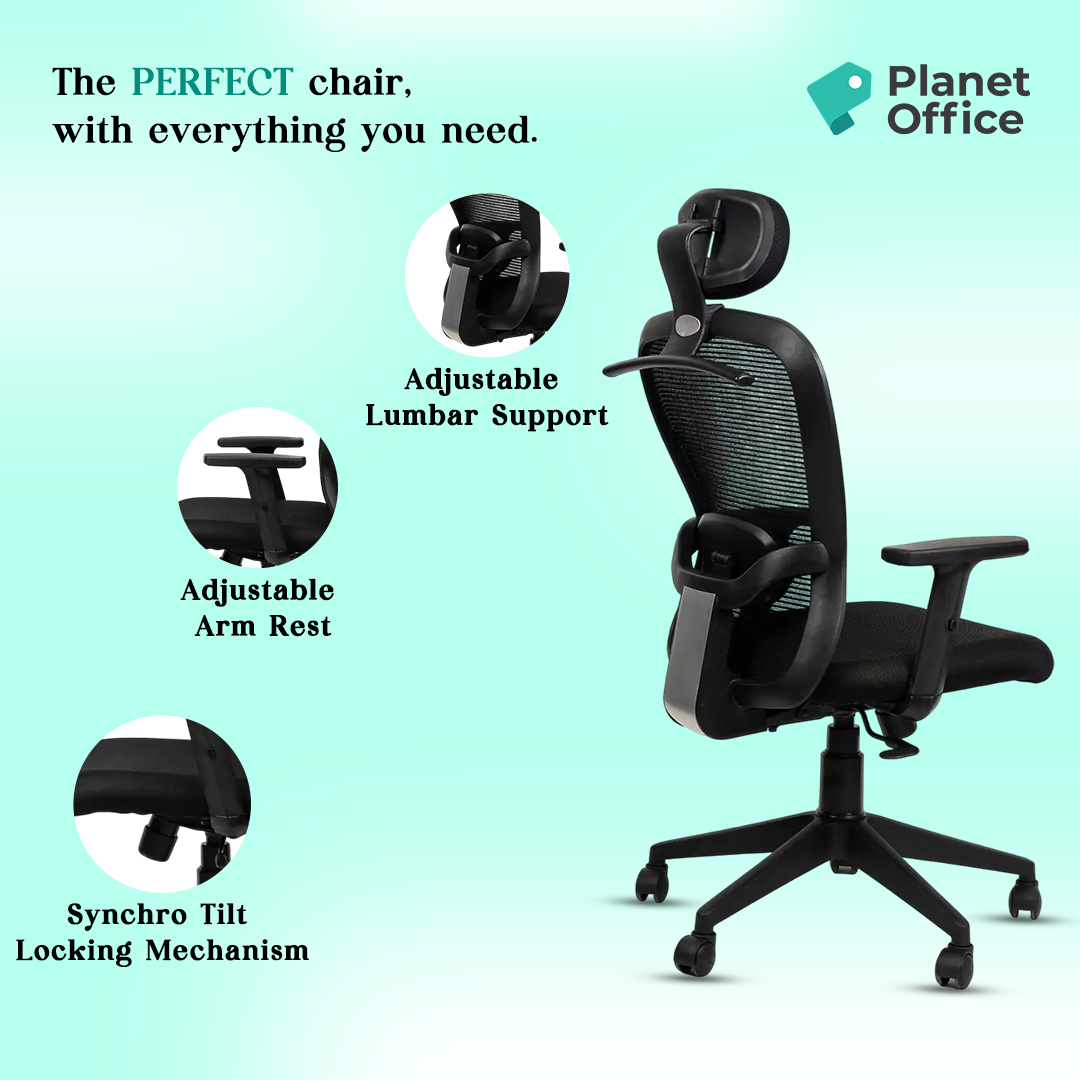 The PERFECT chair,
with everything you need.
Planet
Office
Adjustable
Lumbar Support
Adjustable
Arm Rest
Synchro Tilt
Locking Mechanism